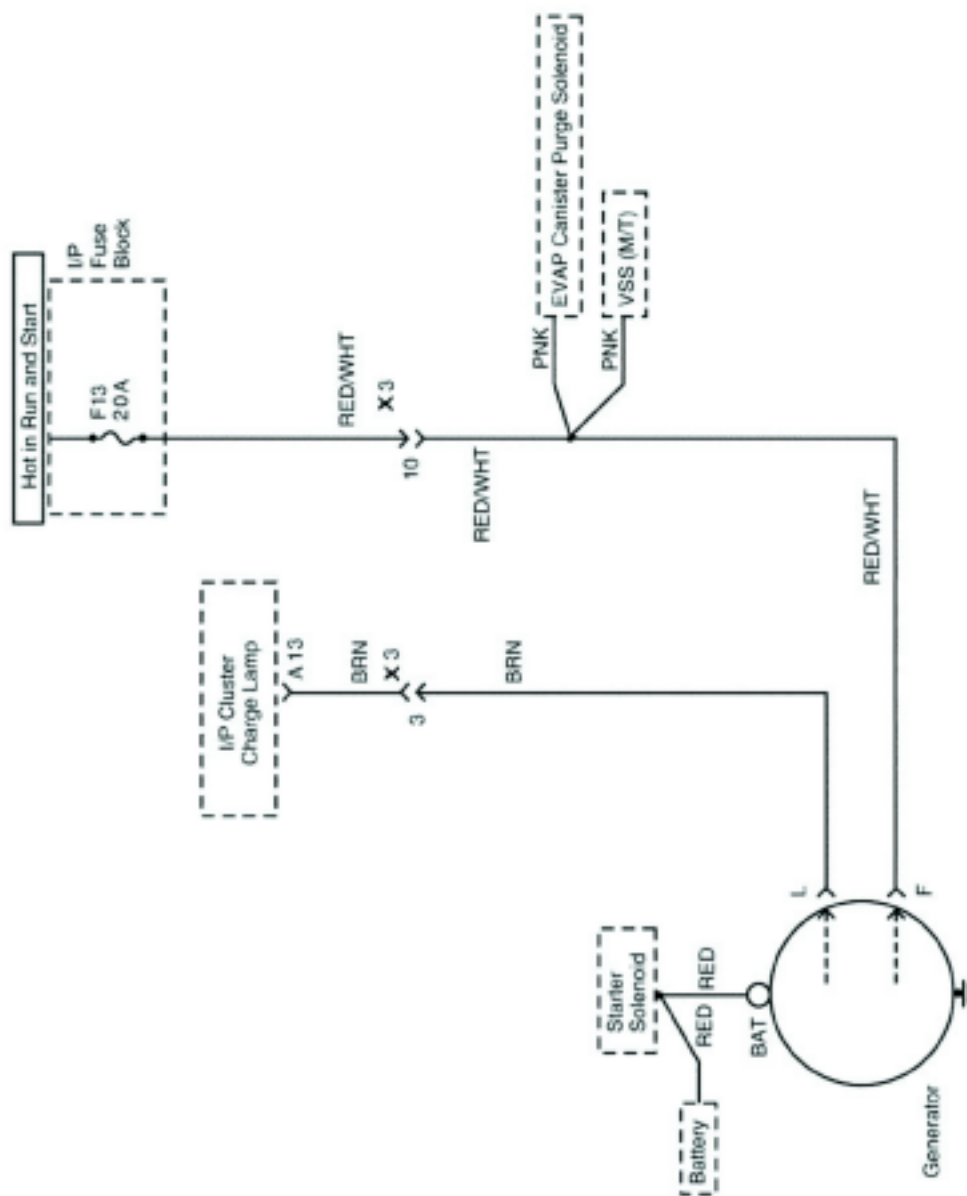 Hot in Run and Start
I/P
Fuse
Block
F13
20A
RED/WHT
X3
10
RED/WHT
PNK
EVAP Canister Purge Solenoid
PNK
VSS (M/T)
RED/WHT
I/P Cluster
Charge Lamp
A13
BRN
X3
3
BRN
L
F
Starter
Solenoid
RED
RED
Battery
BAT
Generator